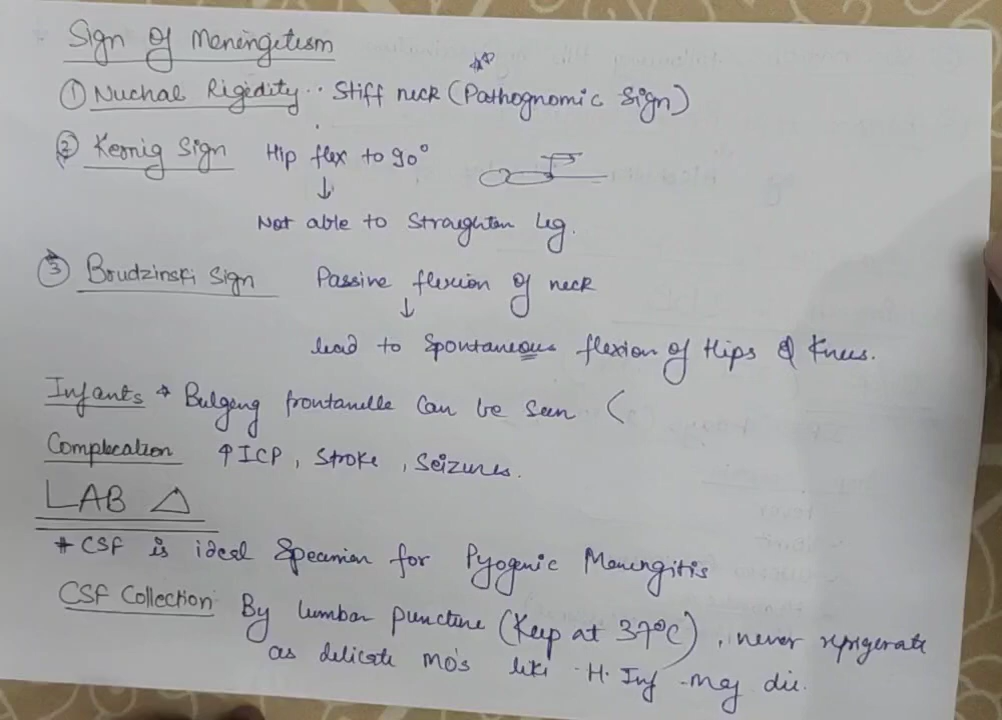 Sign of Meningitism
① Nuchal Rigidity.. Stiff neck (Pathognomic Sign)
② Kernig Sign Hip flex to 90°
↓
Not able to Straighten leg.
③ Brudzinski Sign Passive flexion of neck
↓
lead to Spontaneous flexion of Hips & Knees.
Infants → Bulging frontanelle can be seen (
Complication ↑ICP, Stroke, Seizures.
LAB △
* CSF is ideal Specimen for Pyogenic Meningitis
CSF Collection: By lumbar puncture (Keep at 37°C), never refrigerate
as delicate MO's like H. Inf may die.